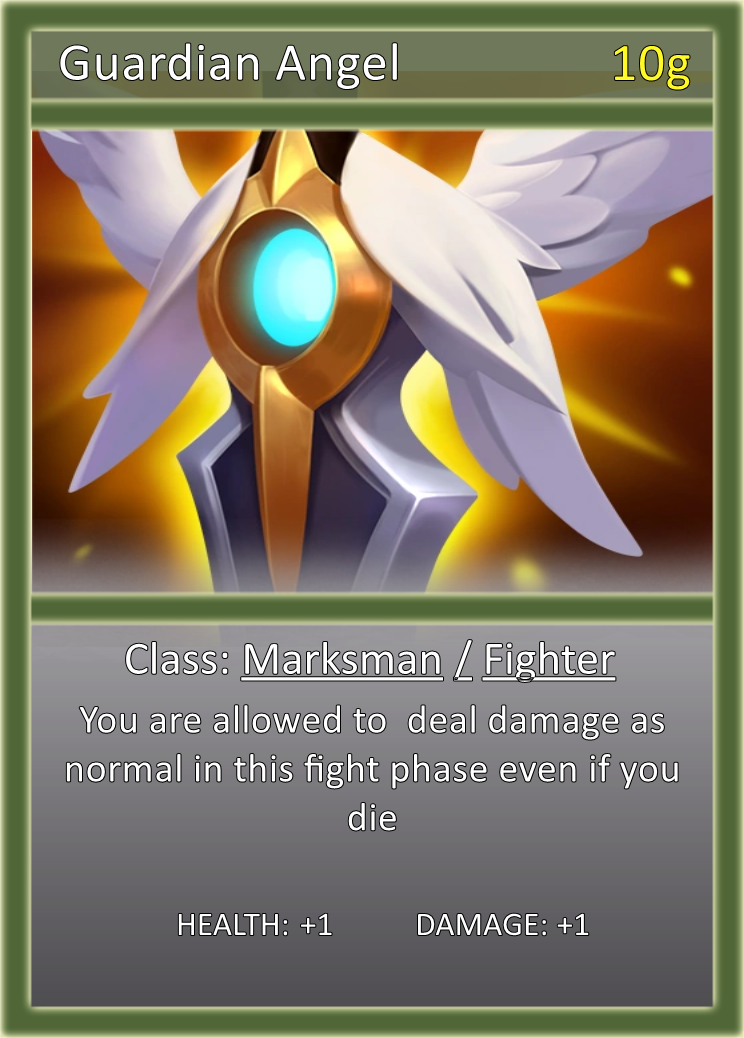 Guardian Angel 10g
Class: Marksman / Fighter
You are allowed to  deal damage as
normal in this fight phase even if you
die
HEALTH: +1 DAMAGE: +1